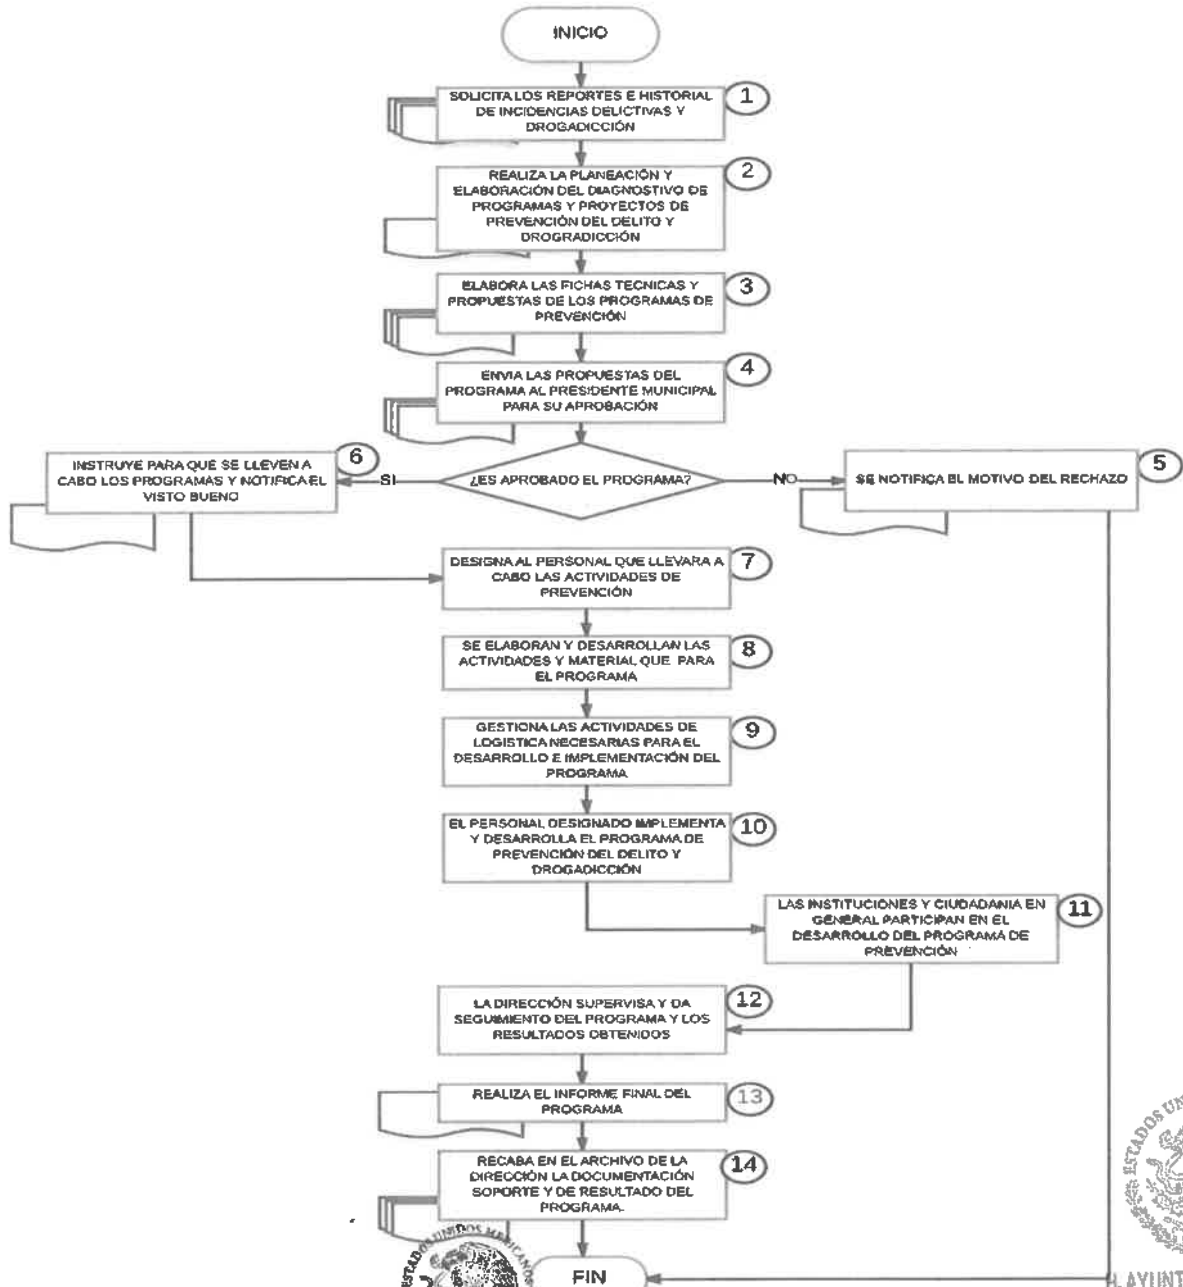 INICIO
1
SOLICITA LOS REPORTES E HISTORIAL
DE INCIDENCIAS DELICTIVAS Y
DROGADICCIÓN
2
REALIZA LA PLANEACIÓN Y
ELABORACIÓN DEL DIAGNOSTIVO DE
PROGRAMAS Y PROYECTOS DE
PREVENCIÓN DEL DELITO Y
DROGRADICCIÓN
3
ELABORA LAS FICHAS TECNICAS Y
PROPUESTAS DE LOS PROGRAMAS DE
PREVENCIÓN
4
ENVIA LAS PROPUESTAS DEL
PROGRAMA AL PRESIDENTE MUNICIPAL
PARA SU APROBACIÓN
¿ES APROBADO EL PROGRAMA?
NO
5
SE NOTIFICA EL MOTIVO DEL RECHAZO
SI
6
INSTRUYE PARA QUE SE LLEVEN A
CABO LOS PROGRAMAS Y NOTIFICA EL
VISTO BUENO
7
DESIGNA AL PERSONAL QUE LLEVARA A
CABO LAS ACTIVIDADES DE
PREVENCIÓN
8
SE ELABORAN Y DESARROLLAN LAS
ACTIVIDADES Y MATERIAL QUE PARA
EL PROGRAMA
9
GESTIONA LAS ACTIVIDADES DE
LOGISTICA NECESARIAS PARA EL
DESARROLLO E IMPLEMENTACIÓN DEL
PROGRAMA
10
EL PERSONAL DESIGNADO IMPLEMENTA
Y DESARROLLA EL PROGRAMA DE
PREVENCIÓN DEL DELITO Y
DROGADICCIÓN
11
LAS INSTITUCIONES Y CIUDADANIA EN
GENERAL PARTICIPAN EN EL
DESARROLLO DEL PROGRAMA DE
PREVENCIÓN
12
LA DIRECCIÓN SUPERVISA Y DA
SEGUIMIENTO DEL PROGRAMA Y LOS
RESULTADOS OBTENIDOS
13
REALIZA EL INFORME FINAL DEL
PROGRAMA
14
RECABA EN EL ARCHIVO DE LA
DIRECCIÓN LA DOCUMENTACIÓN
SOPORTE Y DE RESULTADO DEL
PROGRAMA.
FIN
ESTADOS UNIDOS MEXICANOS
ESTADOS UN
H. AYUNT